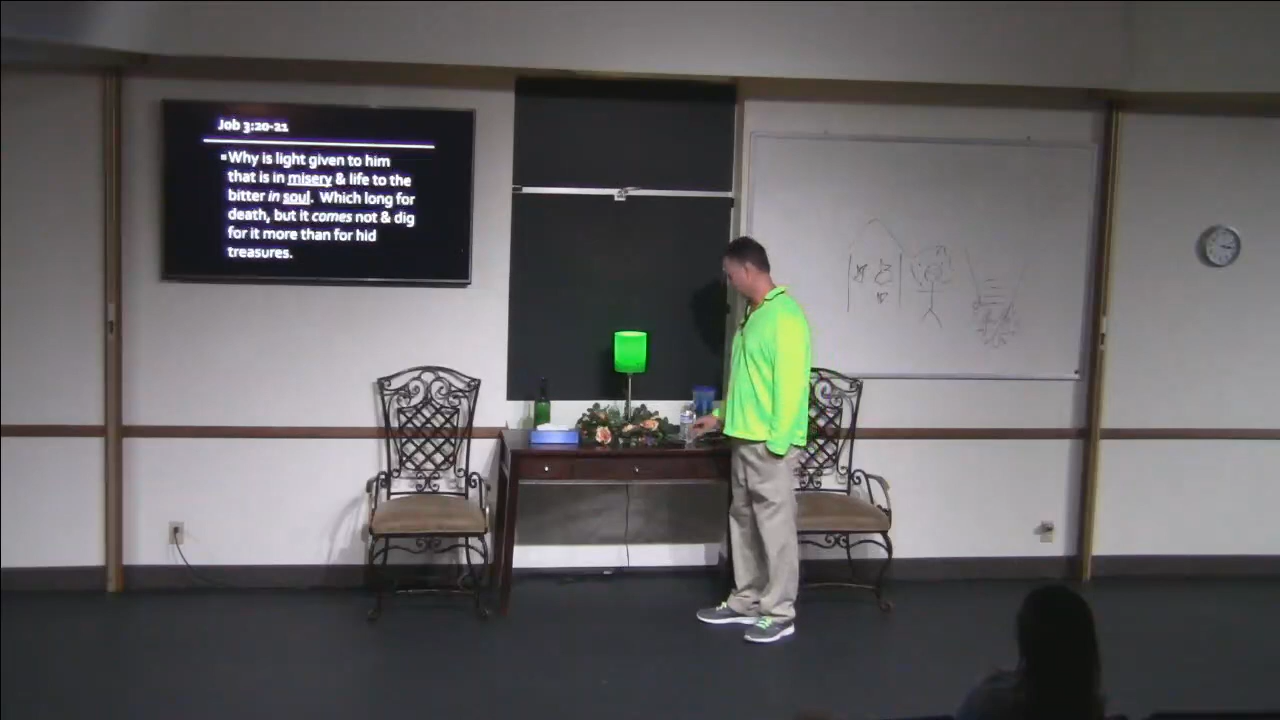 Job 3:20-21
▪Why is light given to him
that is in misery & life to the
bitter in soul.  Which long for
death, but it comes not & dig
for it more than for hid
treasures.